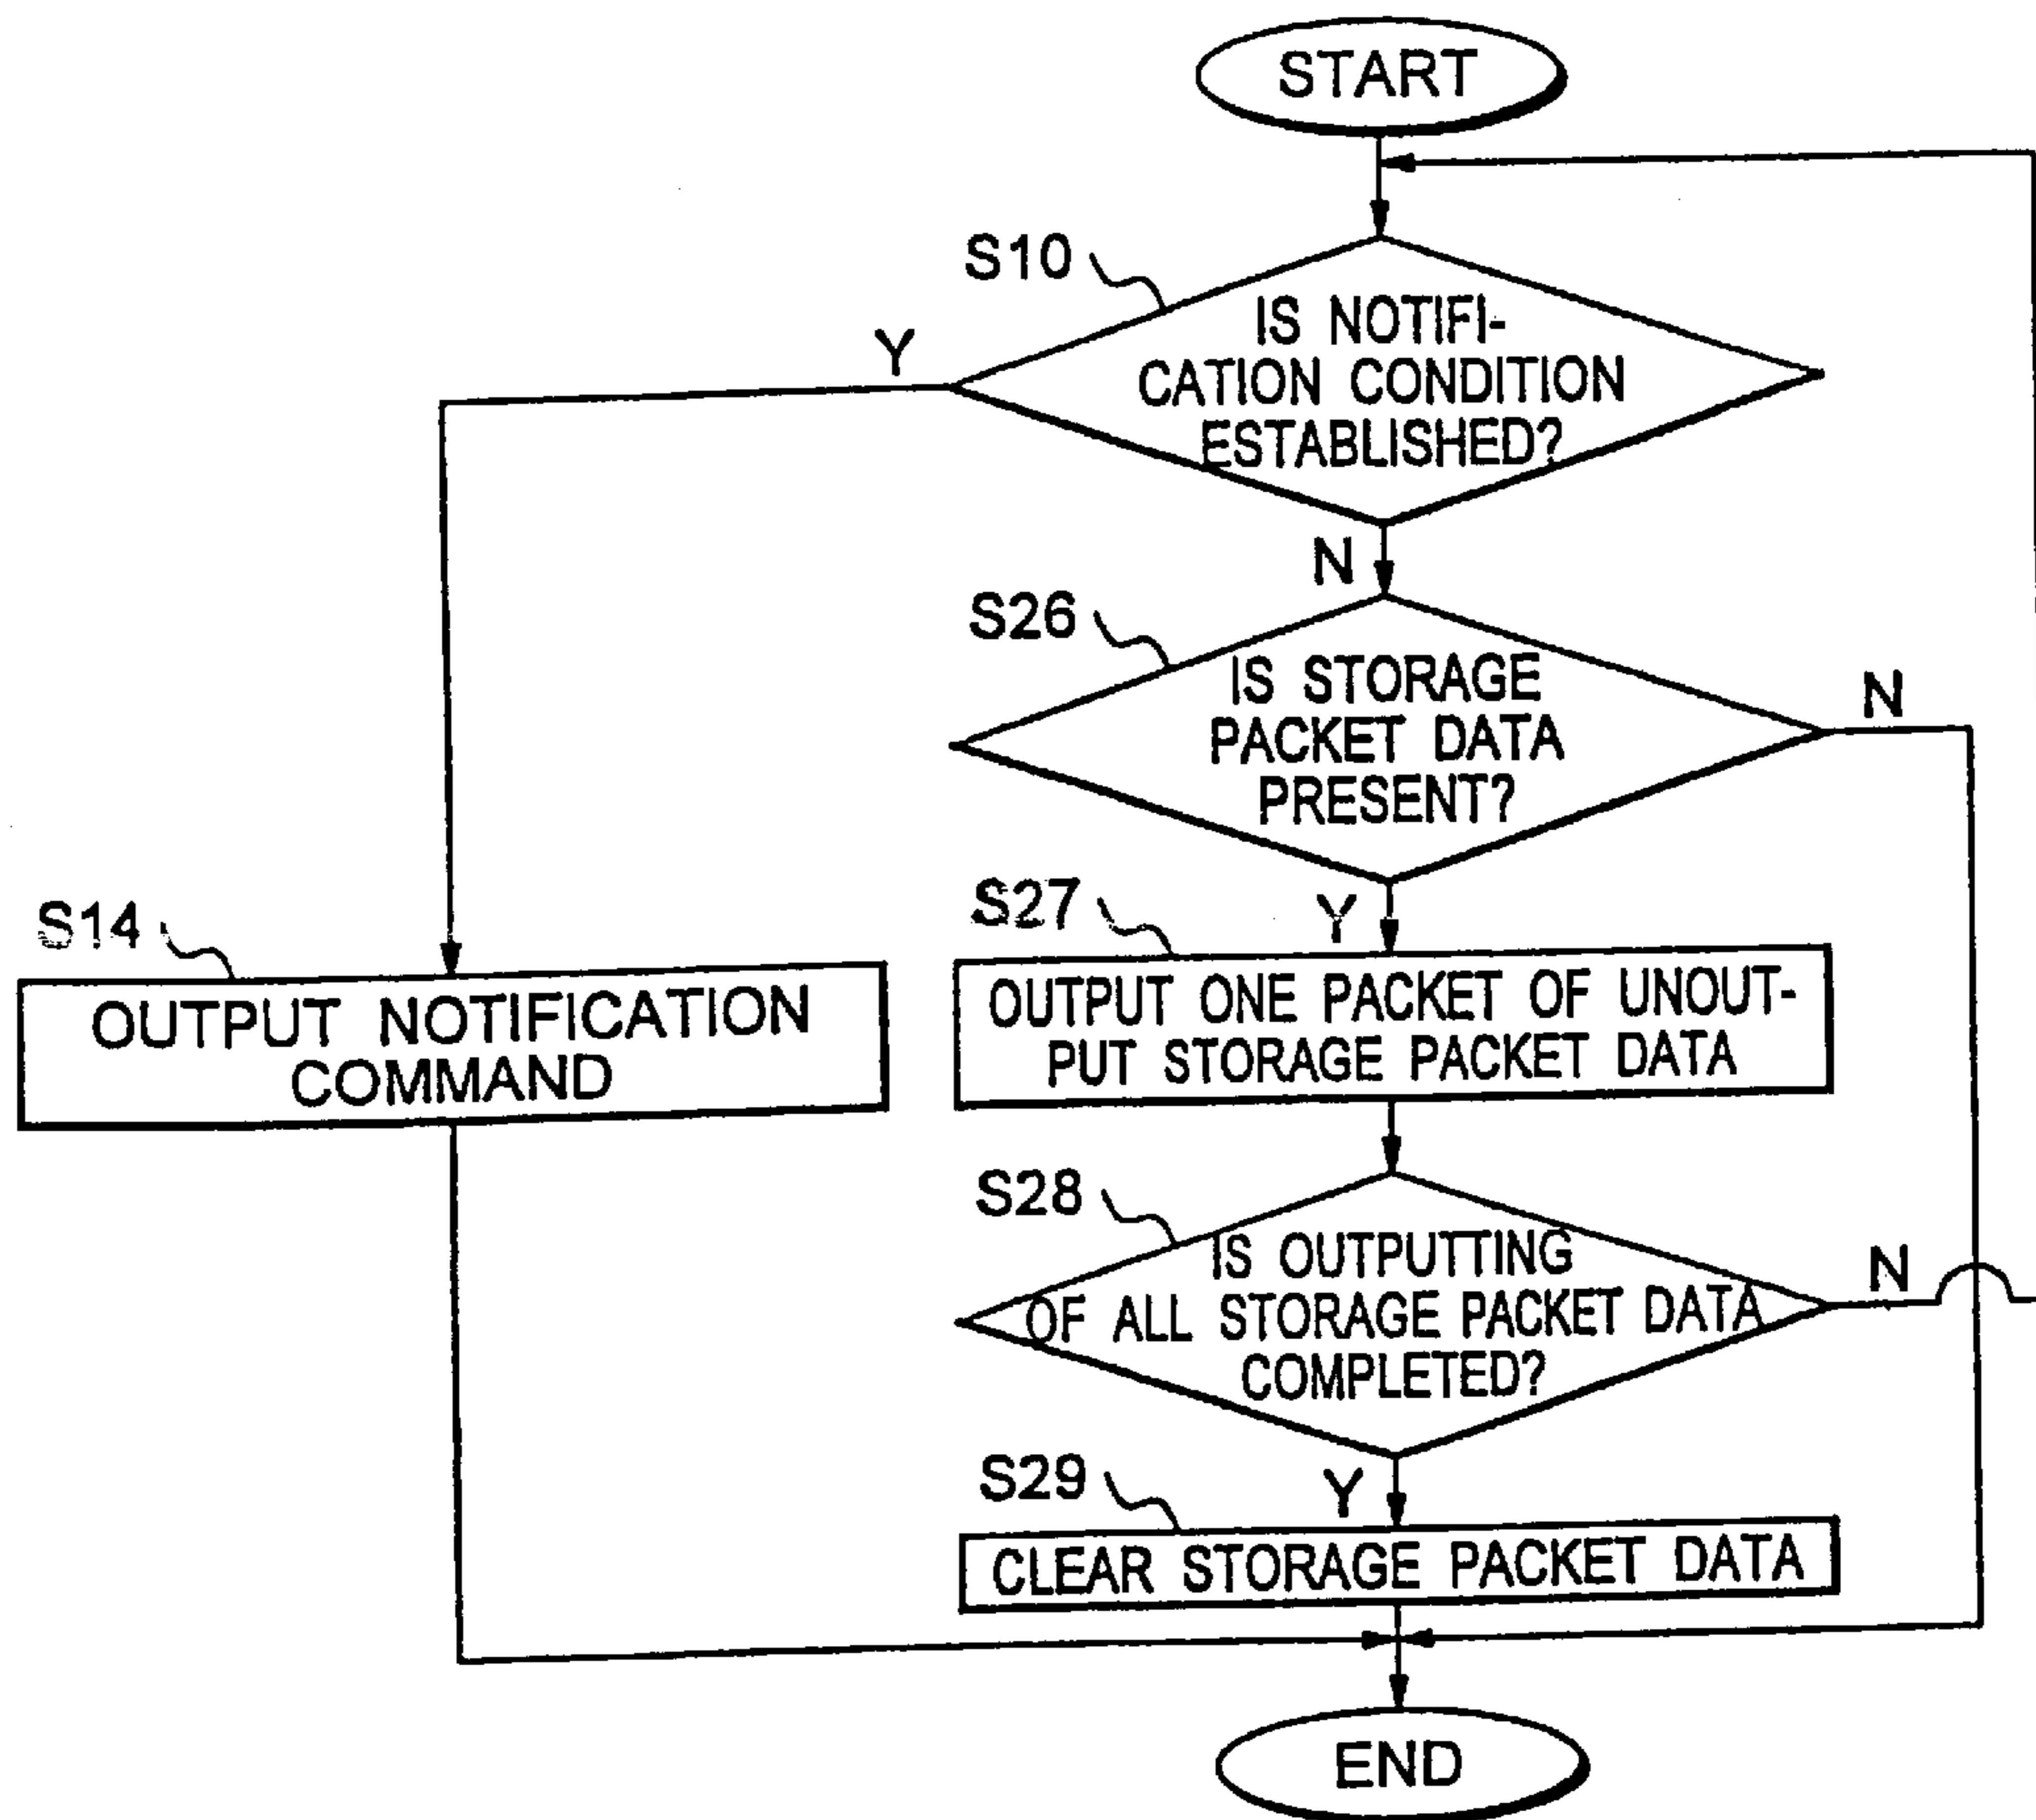 START
S10
IS NOTIFI-
CATION CONDITION
ESTABLISHED?
Y
N
S26
IS STORAGE
PACKET DATA
PRESENT?
N
Y
S14
OUTPUT NOTIFICATION
COMMAND
S27
OUTPUT ONE PACKET OF UNOUT-
PUT STORAGE PACKET DATA
S28
IS OUTPUTTING
OF ALL STORAGE PACKET DATA
COMPLETED?
N
Y
S29
CLEAR STORAGE PACKET DATA
END